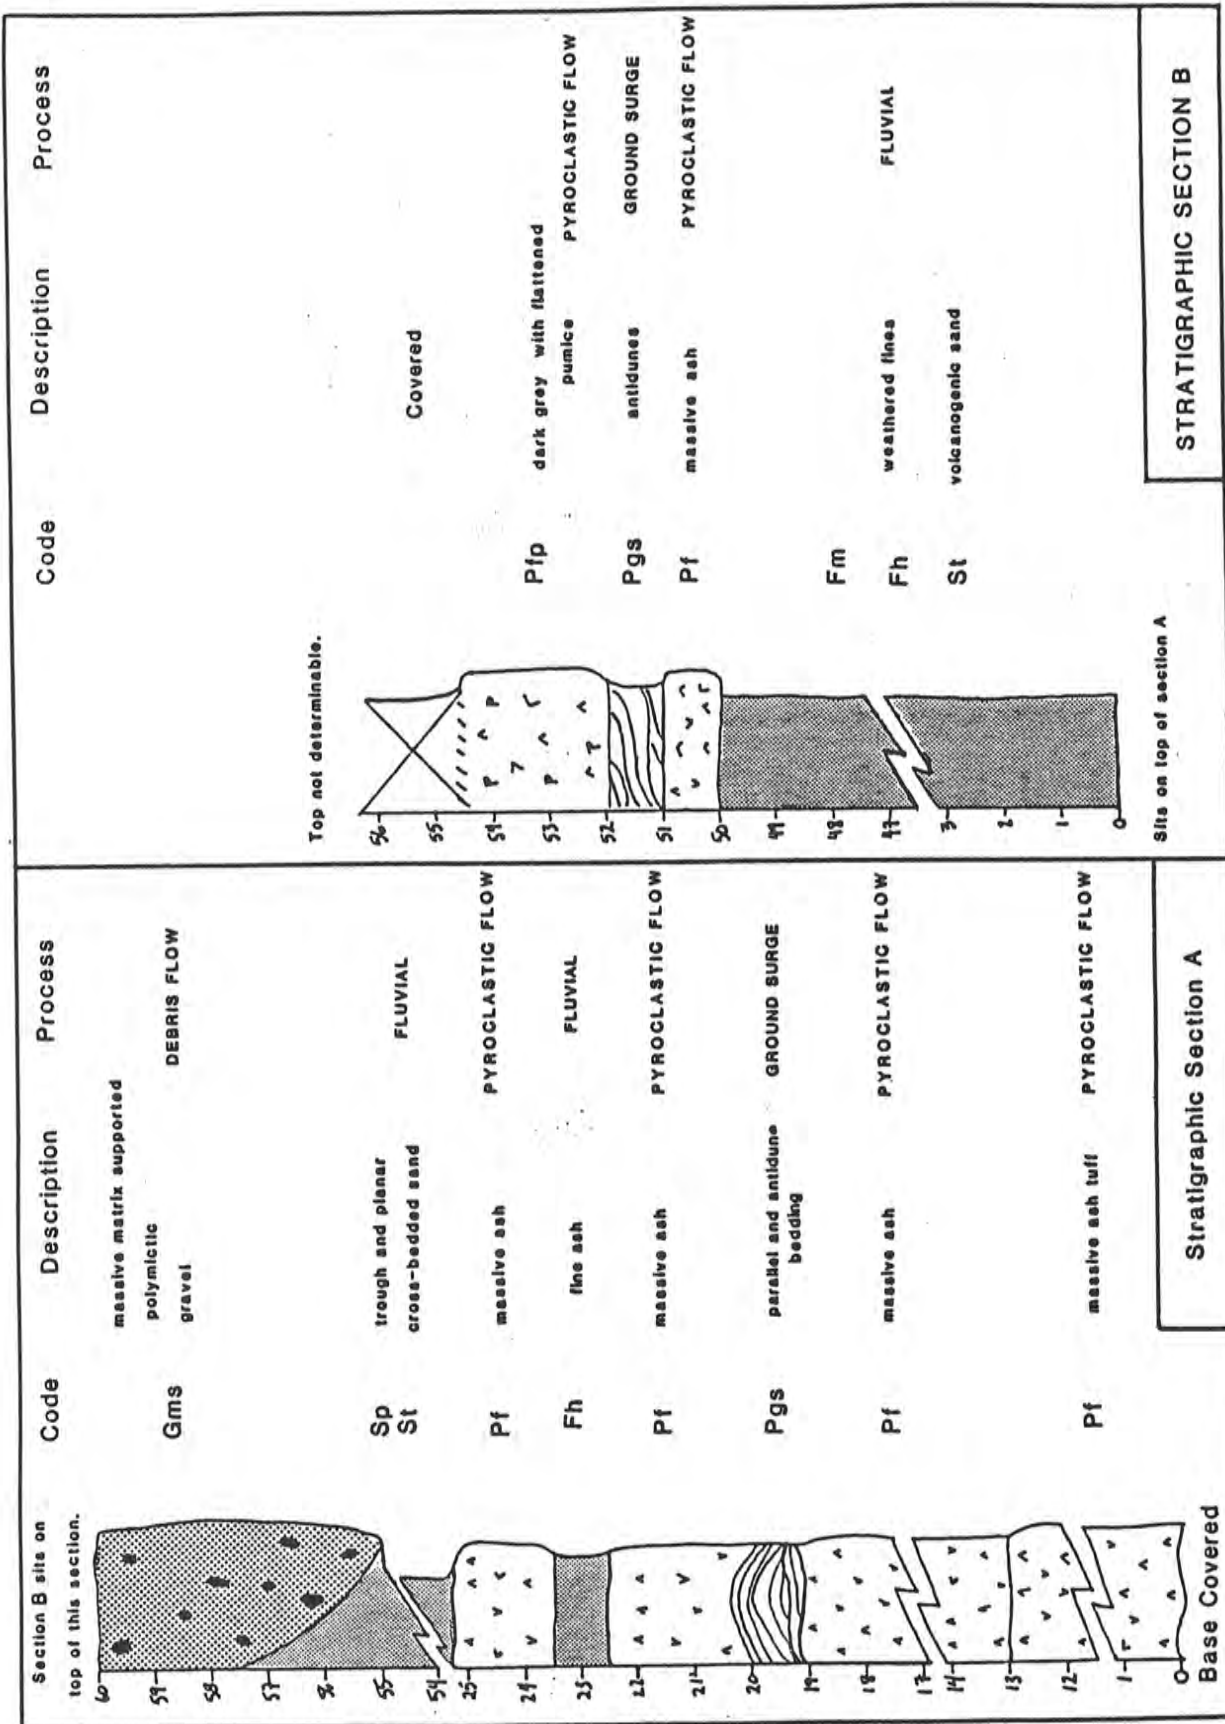 Code Description Process
Section B sits on
top of this section.
60
59
58
57
56
55
54
25
24
23
22
21
20
19
18
17
14
13
12
1
0
Gms
massive matrix supported
polymictic
gravel
DEBRIS FLOW
Sp
St
trough and planar
cross-bedded sand
FLUVIAL
Pf massive ash PYROCLASTIC FLOW
Fh fine ash FLUVIAL
Pf massive ash PYROCLASTIC FLOW
Pgs parallel and antidune GROUND SURGE
bedding
Pf massive ash PYROCLASTIC FLOW
Pf massive ash tuff PYROCLASTIC FLOW
Base Covered
Stratigraphic Section A
Code Description Process
Top not determinable.
56
55
54
53
52
51
50
49
48
47
3
2
1
0
Covered
Pfp dark grey with flattened
pumice PYROCLASTIC FLOW
Pgs antidunes GROUND SURGE
Pf massive ash PYROCLASTIC FLOW
Fm
Fh weathered fines FLUVIAL
St volcanogenic sand
Sits on top of section A
STRATIGRAPHIC SECTION B